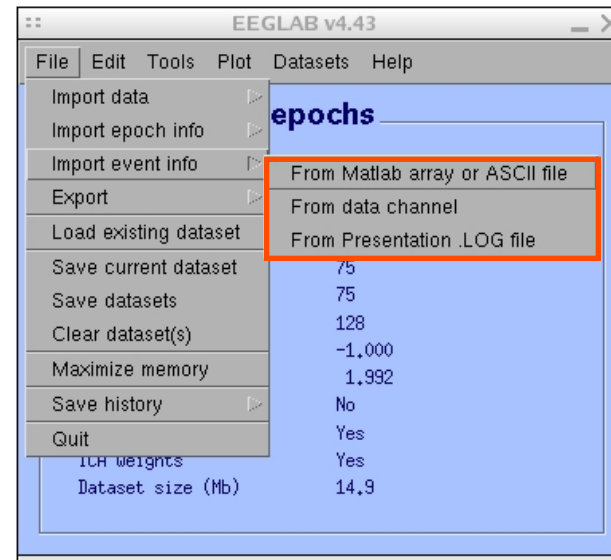 EEGLAB v4.43
File Edit Tools Plot Datasets Help
epochs
Import data
Import epoch info
Import event info
Export
Load existing dataset
Save current dataset
Save datasets
Clear dataset(s)
Maximize memory
Save history
Quit
From Matlab array or ASCII file
From data channel
From Presentation .LOG file
75
75
128
-1.000
1.992
No
Yes
ICA weights Yes
Dataset size (Mb) 14.9